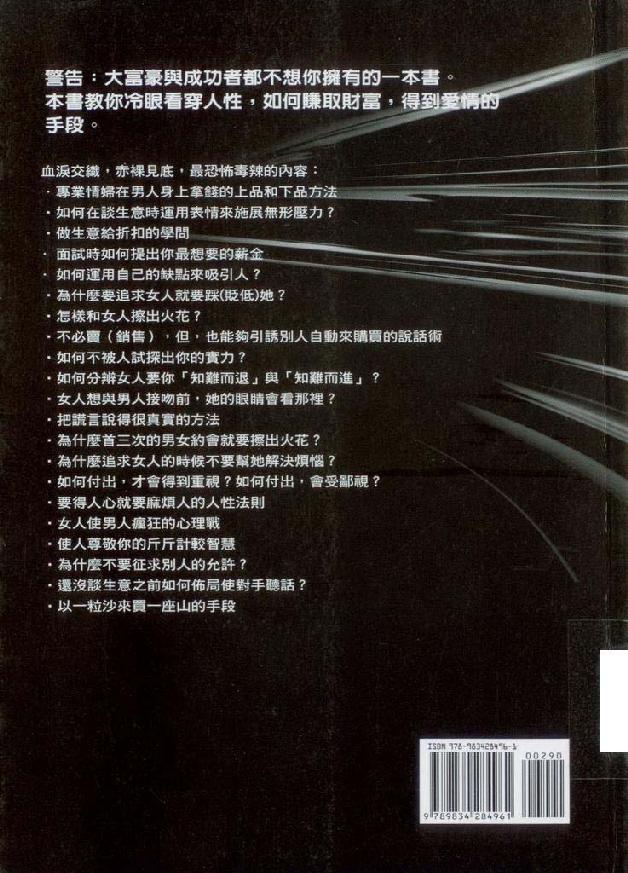 警告：大富豪與成功者都不想你擁有的一本書。
本書教你冷眼看穿人性，如何賺取財富，得到愛情的
手段。
血淚交織，赤裸見底，最恐怖毒辣的內容：
·專業情婦在男人身上拿錢的上品和下品方法
·如何在談生意時運用表情來施展無形壓力？
·做生意給折扣的學問
·面試時如何提出你最想要的薪金
·如何運用自己的缺點來吸引人？
·為什麼要追求女人就要踩(貶低)她？
·怎樣和女人擦出火花？
·不必賣（銷售），但，也能夠引誘別人自動來購買的說話術
·如何不被人試探出你的實力？
·如何分辦女人要你「知難而退」與「知難而進」？
·女人想與男人接吻前，她的眼睛會看那裡？
·把謊言說得很真實的方法
·為什麼首三次的男女約會就要擦出火花？
·為什麼追求女人的時候不要幫她解決煩惱？
·如何付出，才會得到重視？如何付出，會受鄙視？
·要得人心就要麻煩人的人性法則
·女人使男人瘋狂的心理戰
·使人尊敬你的斤斤計較智慧
·為什麼不要征求別人的允許？
·還沒談生意之前如何佈局使對手聽話？
·以一粒沙來買一座山的手段
ISBN 978-983428496-1
00290
9 789834 284961